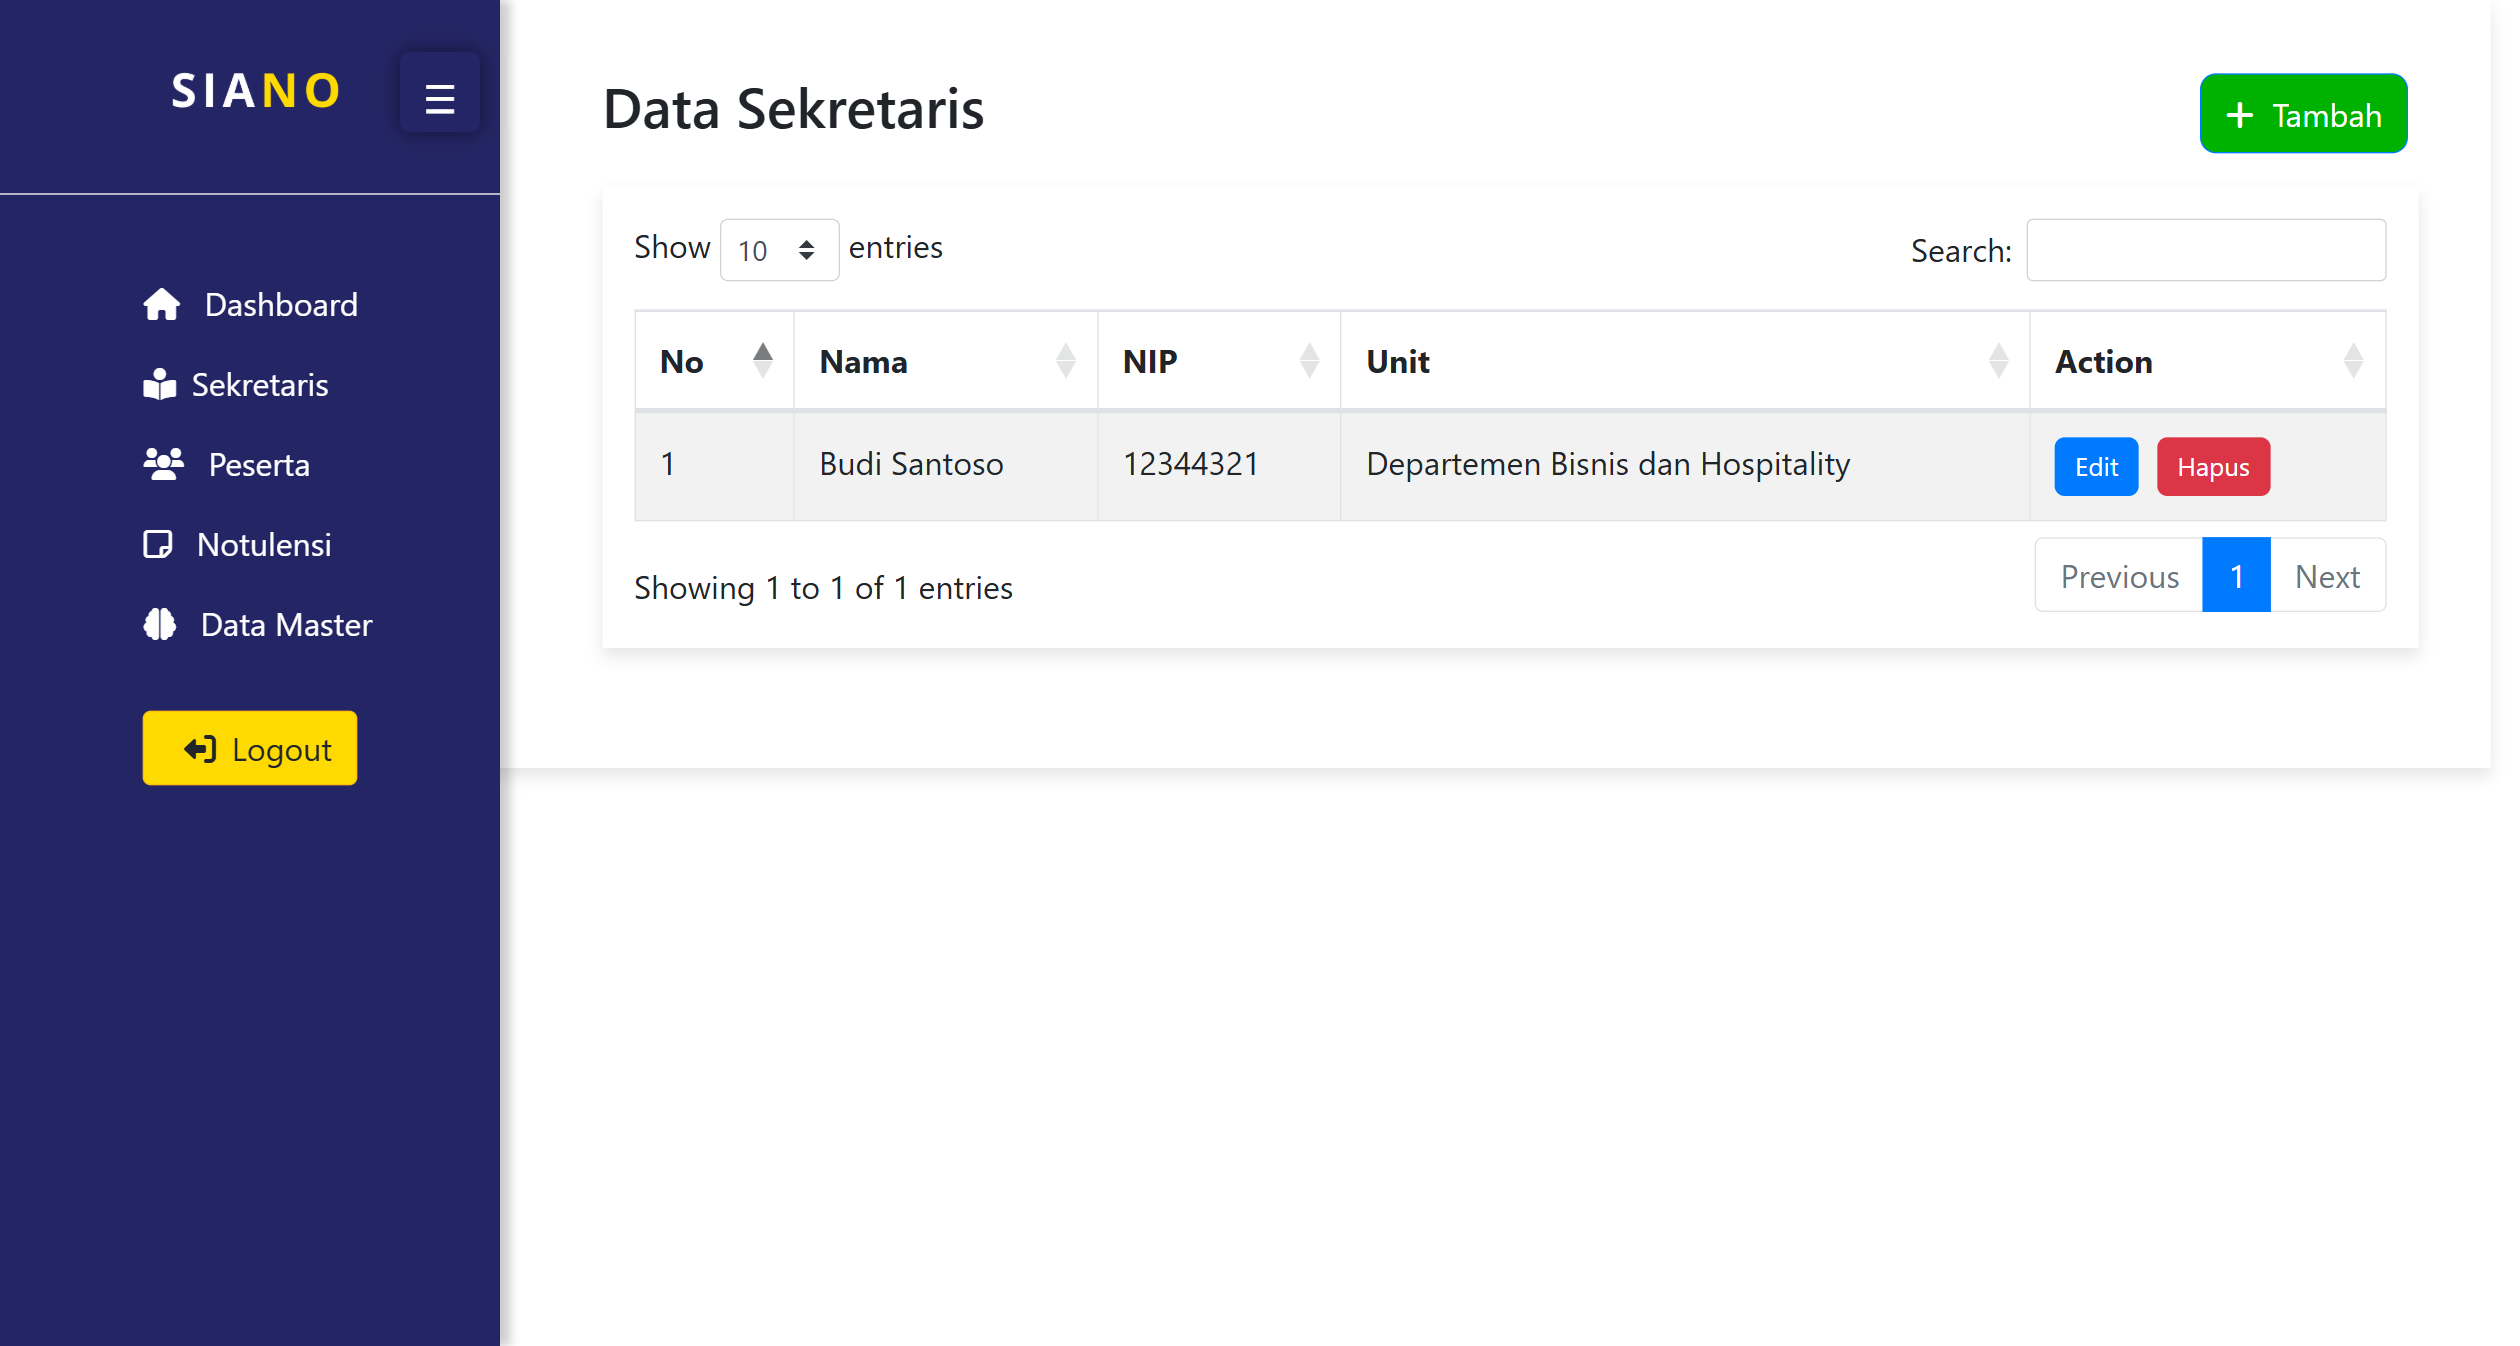 SIANO
Dashboard
Sekretaris
Peserta
Notulensi
Data Master
Logout
Data Sekretaris
Tambah
Show 10 entries
Search:
No Nama NIP Unit Action
1 Budi Santoso 12344321 Departemen Bisnis dan Hospitality Edit Hapus
Showing 1 to 1 of 1 entries
Previous 1 Next